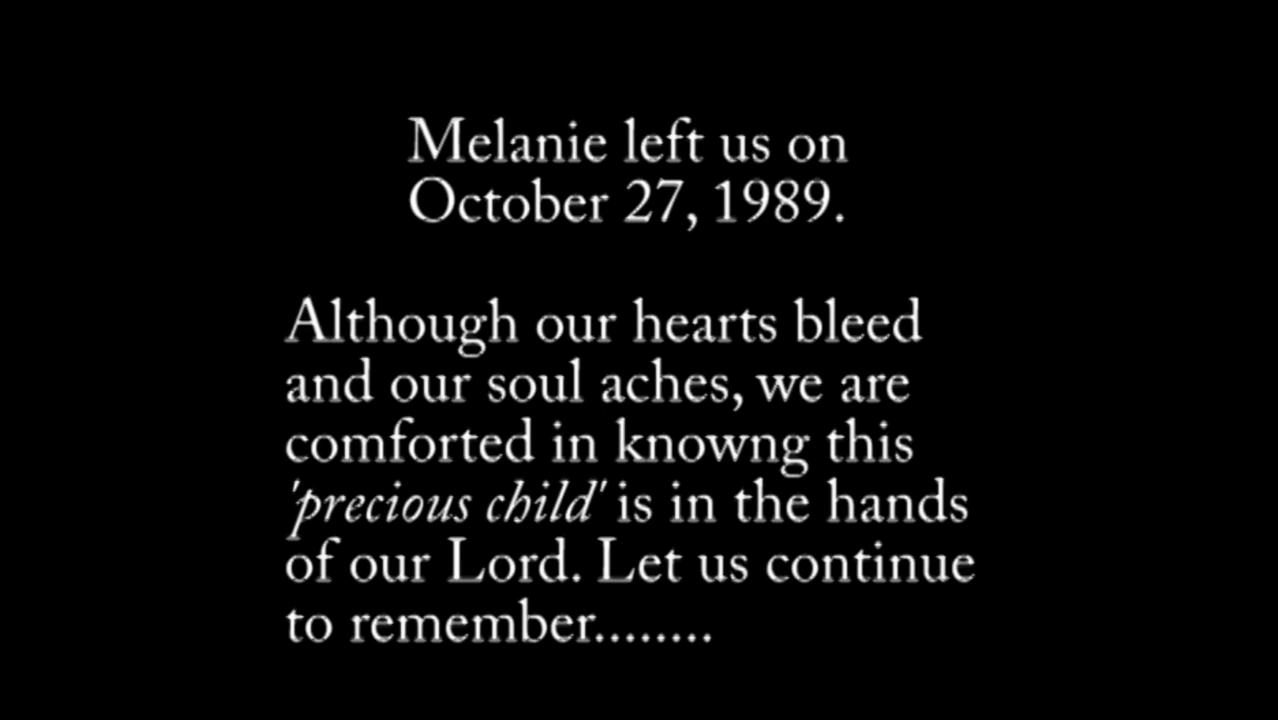 Melanie left us on
October 27, 1989.
Although our hearts bleed
and our soul aches, we are
comforted in knowng this
'precious child' is in the hands
of our Lord. Let us continue
to remember........